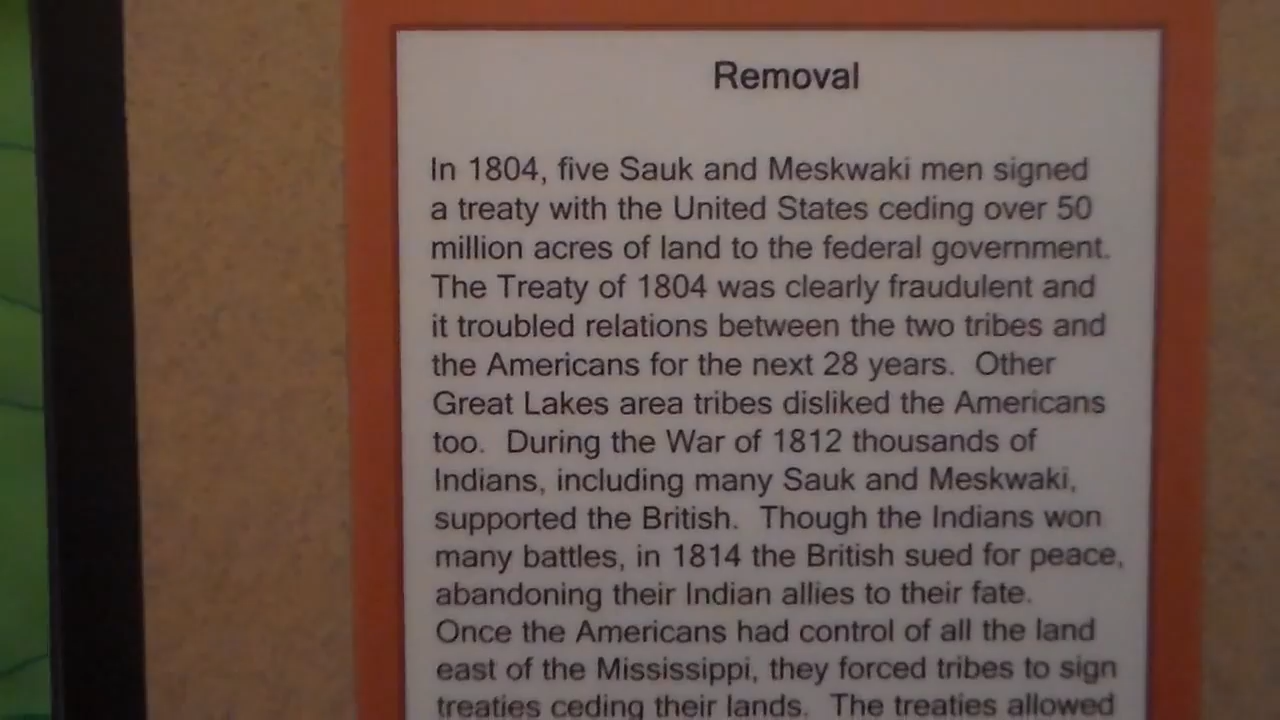 Removal
In 1804, five Sauk and Meskwaki men signed
a treaty with the United States ceding over 50
million acres of land to the federal government.
The Treaty of 1804 was clearly fraudulent and
it troubled relations between the two tribes and
the Americans for the next 28 years.  Other
Great Lakes area tribes disliked the Americans
too.  During the War of 1812 thousands of
Indians, including many Sauk and Meskwaki,
supported the British.  Though the Indians won
many battles, in 1814 the British sued for peace,
abandoning their Indian allies to their fate.
Once the Americans had control of all the land
east of the Mississippi, they forced tribes to sign
treaties ceding their lands.  The treaties allowed